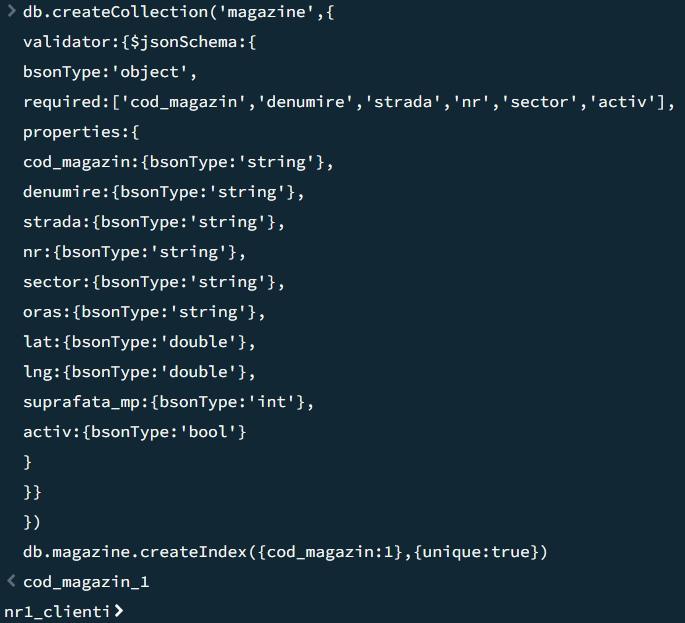 > db.createCollection('magazine',{
validator:{$jsonSchema:{
bsonType:'object',
required:['cod_magazin','denumire','strada','nr','sector','activ'],
properties:{
cod_magazin:{bsonType:'string'},
denumire:{bsonType:'string'},
strada:{bsonType:'string'},
nr:{bsonType:'string'},
sector:{bsonType:'string'},
oras:{bsonType:'string'},
lat:{bsonType:'double'},
lng:{bsonType:'double'},
suprafata_mp:{bsonType:'int'},
activ:{bsonType:'bool'}
}
}}
})
db.magazine.createIndex({cod_magazin:1},{unique:true})
< cod_magazin_1
nr1_clienti>